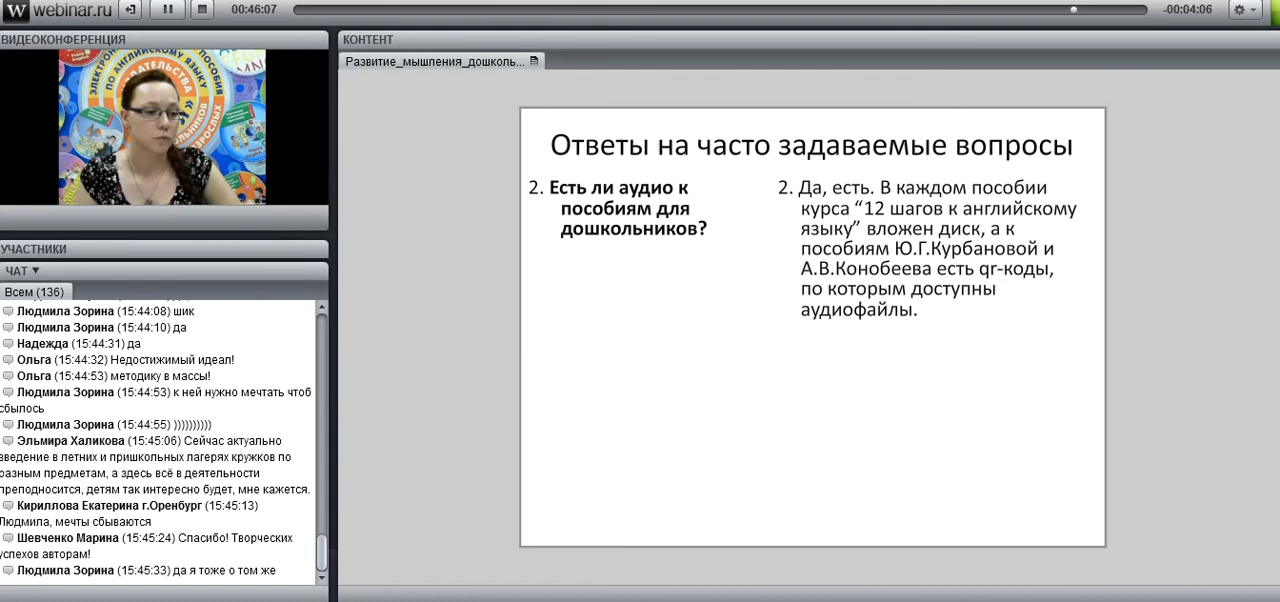 W webinar.ru
00:46:07
-00:04:06
ВИДЕОКОНФЕРЕНЦИЯ
ЭЛЕКТРОННЫЕ ПОСОБИЯ
ПО АНГЛИЙСКОМУ ЯЗЫКУ
ИЗДАТЕЛЬСТВА
УЧАСТНИКИ
ЧАТ
Всем (136)
Людмила Зорина (15:44:08) шик
Людмила Зорина (15:44:10) да
Надежда (15:44:31) да
Ольга (15:44:32) Недостижимый идеал!
Ольга (15:44:53) методику в массы!
Людмила Зорина (15:44:53) к ней нужно мечтать чтоб
сбылось
Людмила Зорина (15:44:55) ))))))))))
Эльмира Халикова (15:45:06) Сейчас актуально
введение в летних и пришкольных лагерях кружков по
разным предметам, а здесь всё в деятельности
преподносится, детям так интересно будет, мне кажется.
Кириллова Екатерина г.Оренбург (15:45:13)
Людмила, мечты сбываются
Шевченко Марина (15:45:24) Спасибо! Творческих
успехов авторам!
Людмила Зорина (15:45:33) да я тоже о том же
КОНТЕНТ
Развитие_мышления_дошколь...
Ответы на часто задаваемые вопросы
2. Есть ли аудио к
пособиям для
дошкольников?
2. Да, есть. В каждом пособии
курса “12 шагов к английскому
языку” вложен диск, а к
пособиям Ю.Г.Курбановой и
А.В.Конобеева есть qr-коды,
по которым доступны
аудиофайлы.